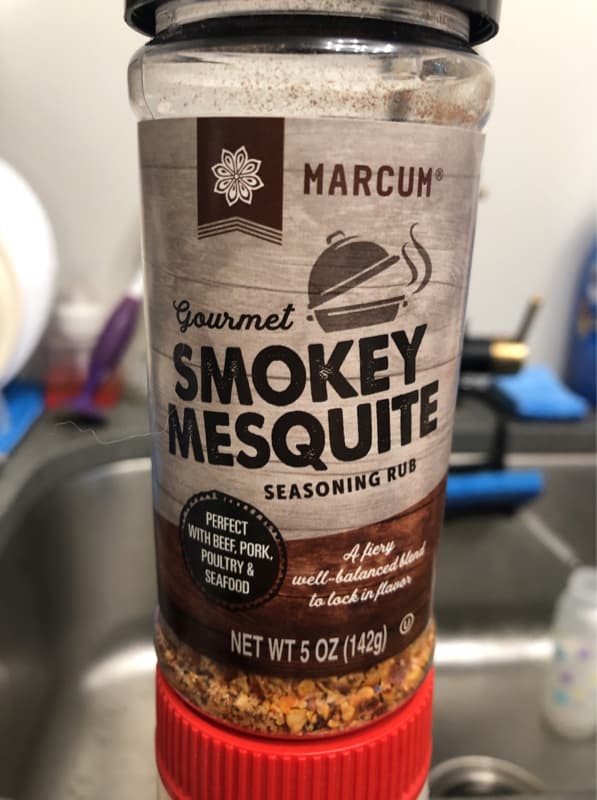 MARCUM®
Gourmet
SMOKEY
MESQUITE
SEASONING RUB
PERFECT
WITH BEEF, PORK,
POULTRY &
SEAFOOD
A fiery
well-balanced blend
to lock in flavor
NET WT 5 OZ (142g)
U